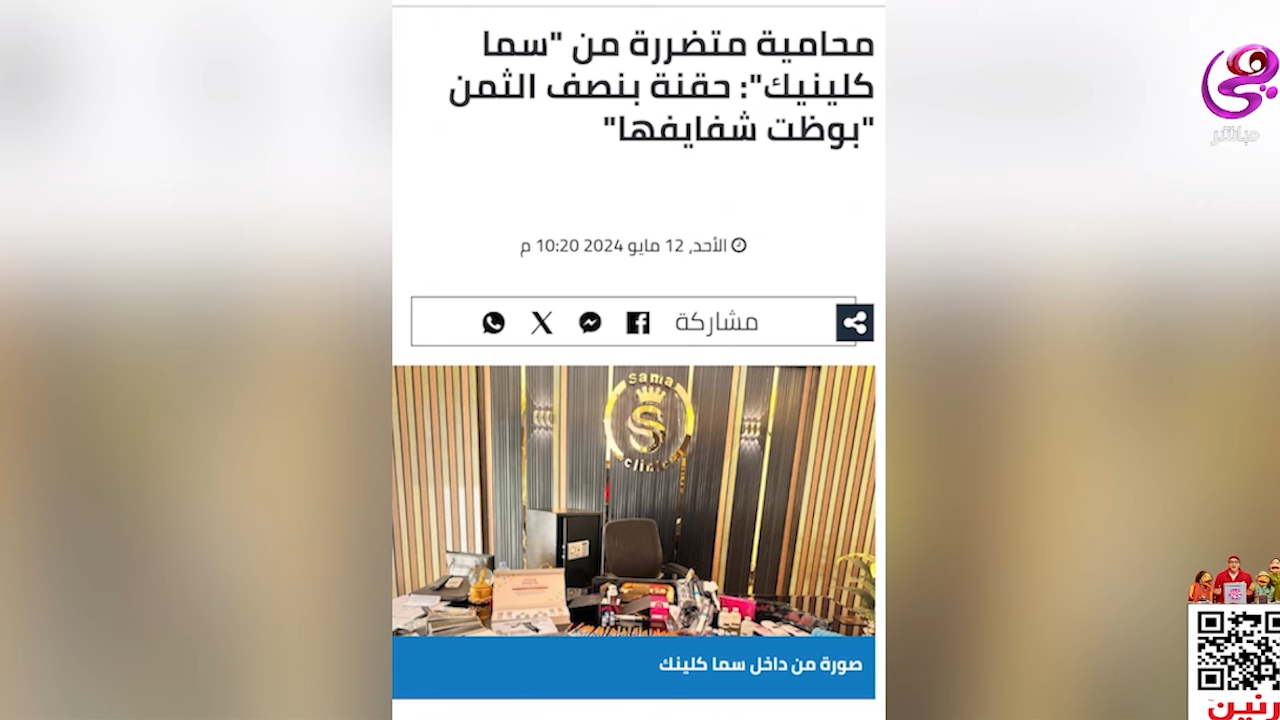 محامية متضررة من "سما
كلينيك": حقنة بنصف الثمن
"بوظت شفايفها"
الأحد, 12 مايو 2024 10:20 م
مشاركة
Sama
S
clinic
صورة من داخل سما كلينك
مي
مباشر
رنين